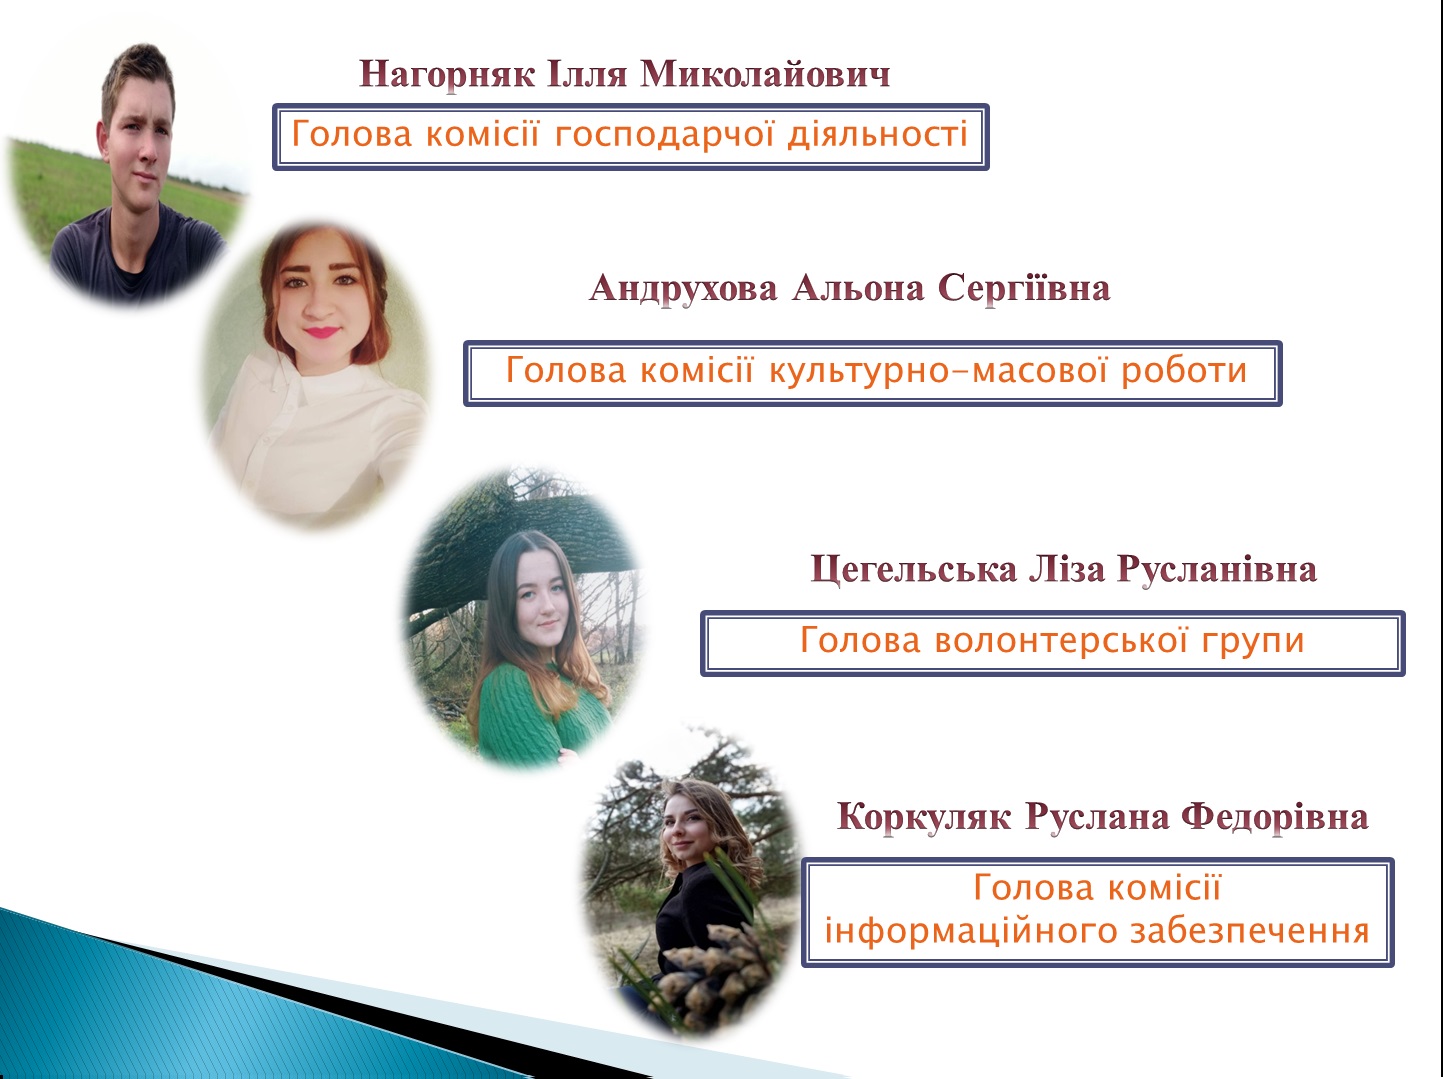 Нагорняк Ілля Миколайович
Голова комісії господарчої діяльності
Андрухова Альона Сергіївна
Голова комісії культурно-масової роботи
Цегельська Ліза Русланівна
Голова волонтерської групи
Коркуляк Руслана Федорівна
Голова комісії
інформаційного забезпечення